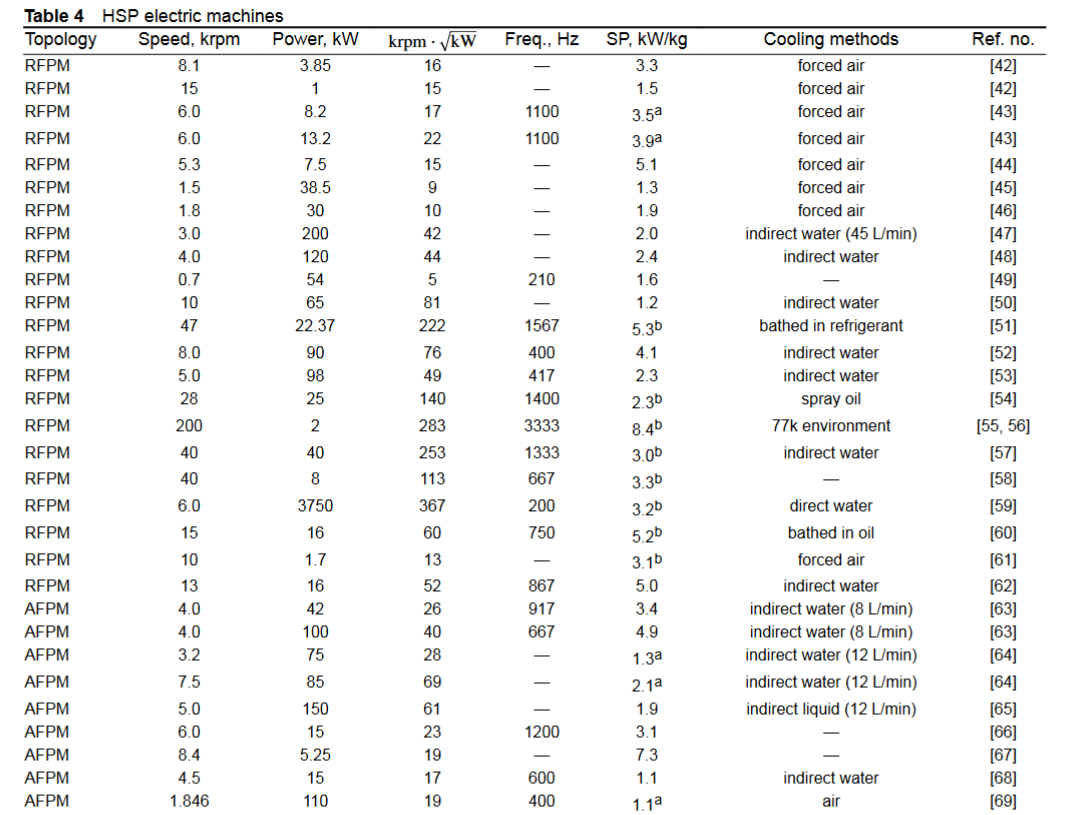 Table 4 HSP electric machines
Topology Speed, krpm Power, kW krpm · √kW Freq., Hz SP, kW/kg Cooling methods Ref. no.
RFPM 8.1 3.85 16 — 3.3 forced air [42]
RFPM 15 1 15 — 1.5 forced air [42]
RFPM 6.0 8.2 17 1100 3.5a forced air [43]
RFPM 6.0 13.2 22 1100 3.9a forced air [43]
RFPM 5.3 7.5 15 — 5.1 forced air [44]
RFPM 1.5 38.5 9 — 1.3 forced air [45]
RFPM 1.8 30 10 — 1.9 forced air [46]
RFPM 3.0 200 42 — 2.0 indirect water (45 L/min) [47]
RFPM 4.0 120 44 — 2.4 indirect water [48]
RFPM 0.7 54 5 210 1.6 — [49]
RFPM 10 65 81 — 1.2 indirect water [50]
RFPM 47 22.37 222 1567 5.3b bathed in refrigerant [51]
RFPM 8.0 90 76 400 4.1 indirect water [52]
RFPM 5.0 98 49 417 2.3 indirect water [53]
RFPM 28 25 140 1400 2.3b spray oil [54]
RFPM 200 2 283 3333 8.4b 77k environment [55, 56]
RFPM 40 40 253 1333 3.0b indirect water [57]
RFPM 40 8 113 667 3.3b — [58]
RFPM 6.0 3750 367 200 3.2b direct water [59]
RFPM 15 16 60 750 5.2b bathed in oil [60]
RFPM 10 1.7 13 — 3.1b forced air [61]
RFPM 13 16 52 867 5.0 indirect water [62]
AFPM 4.0 42 26 917 3.4 indirect water (8 L/min) [63]
AFPM 4.0 100 40 667 4.9 indirect water (8 L/min) [63]
AFPM 3.2 75 28 — 1.3a indirect water (12 L/min) [64]
AFPM 7.5 85 69 — 2.1a indirect water (12 L/min) [64]
AFPM 5.0 150 61 — 1.9 indirect liquid (12 L/min) [65]
AFPM 6.0 15 23 1200 3.1 — [66]
AFPM 8.4 5.25 19 — 7.3 — [67]
AFPM 4.5 15 17 600 1.1 indirect water [68]
AFPM 1.846 110 19 400 1.1a air [69]